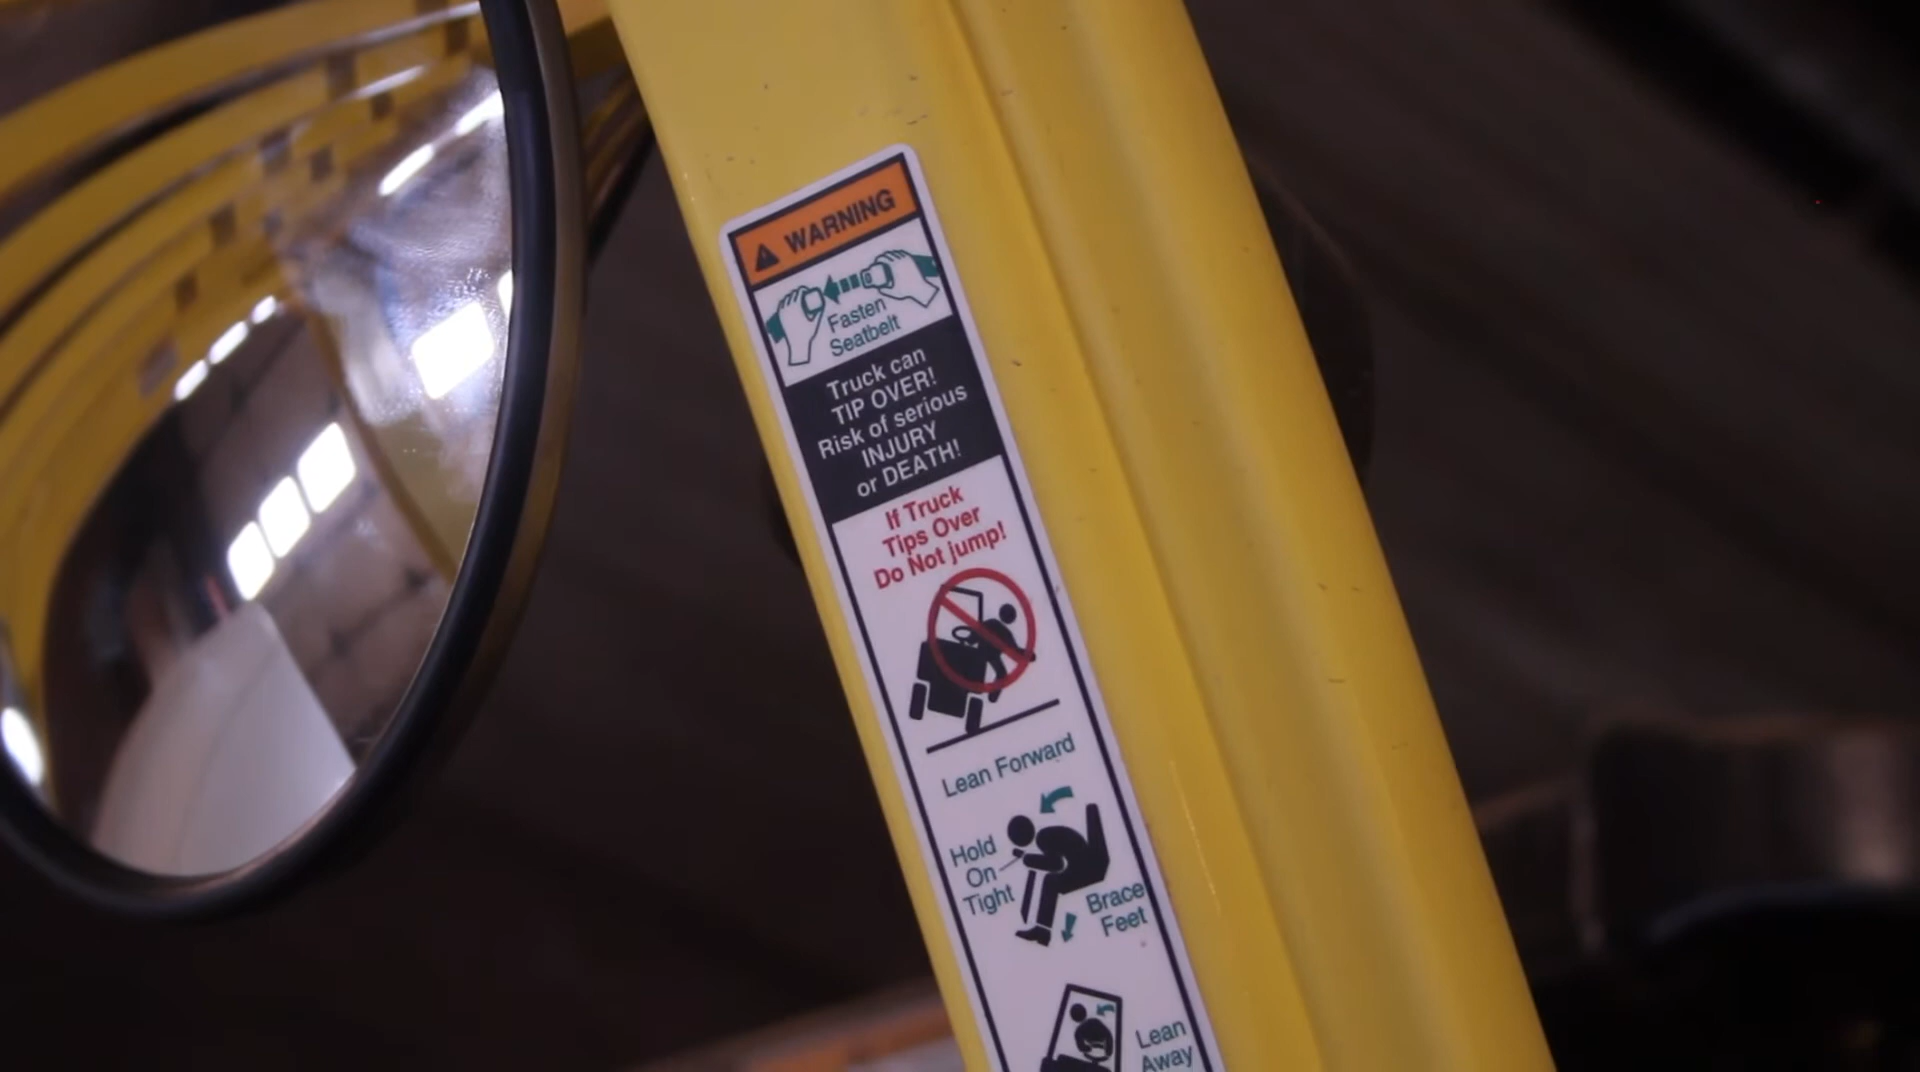 WARNING
Fasten
Seatbelt
Truck can
TIP OVER!
Risk of serious
INJURY
or DEATH!
If Truck
Tips Over
Do Not jump!
Lean Forward
Hold
On
Tight
Brace
Feet
Lean
Away